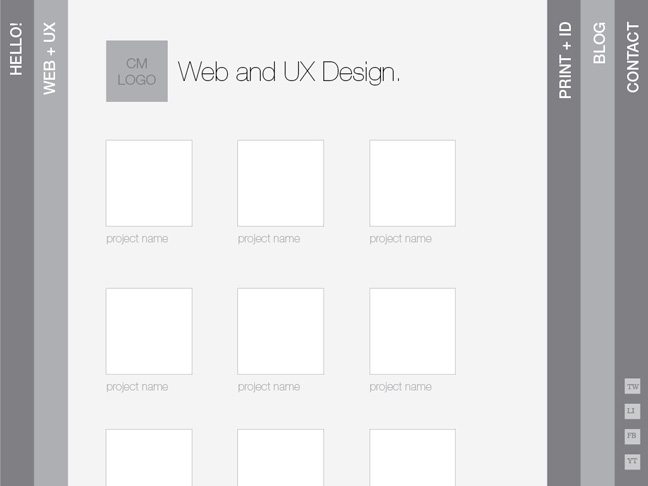 HELLO!
WEB + UX
CM
LOGO
Web and UX Design.
project name
project name
project name
project name
project name
project name
PRINT + ID
BLOG
CONTACT
TW
LI
FB
YT